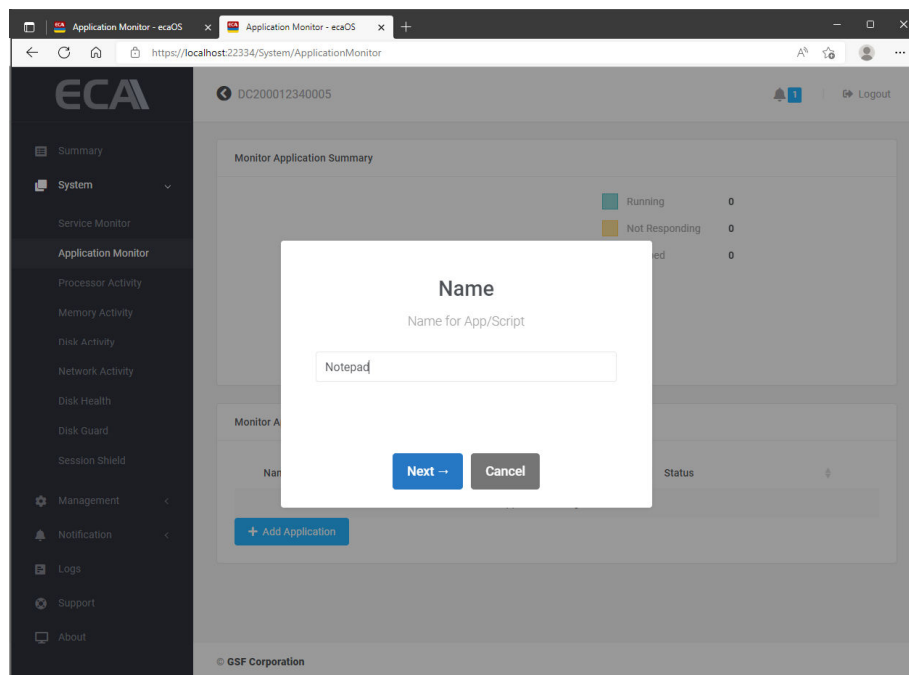 Application Monitor - ecaOS
Application Monitor - ecaOS
https://localhost:22334/System/ApplicationMonitor
ECA
DC200012340005
1
Logout
Summary
System
Service Monitor
Application Monitor
Processor Activity
Memory Activity
Disk Activity
Network Activity
Disk Health
Disk Guard
Session Shield
Management
Notification
Logs
Support
About
Monitor Application Summary
Running 0
Not Responding 0
0
Name
Name for App/Script
Notepad
Next →
Cancel
Monitor
Status
+ Add Application
© GSF Corporation